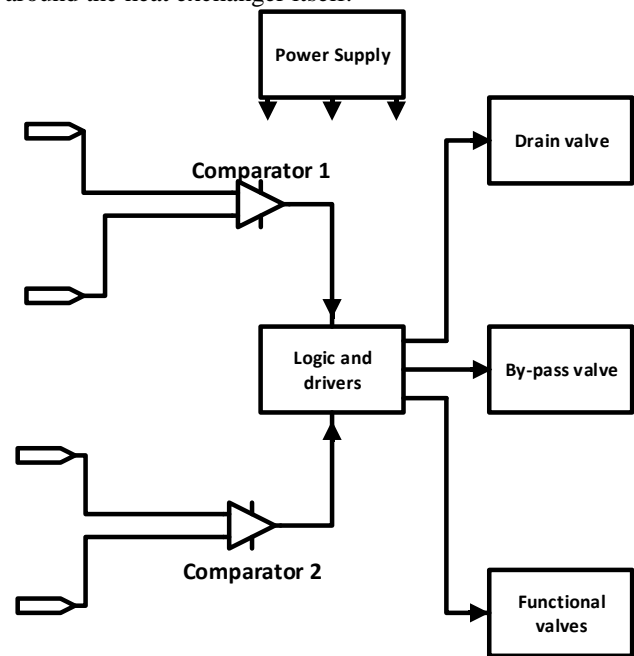 around the heat exchanger itself.
Power Supply
Drain valve
Comparator 1
Logic and
drivers
By-pass valve
Comparator 2
Functional
valves